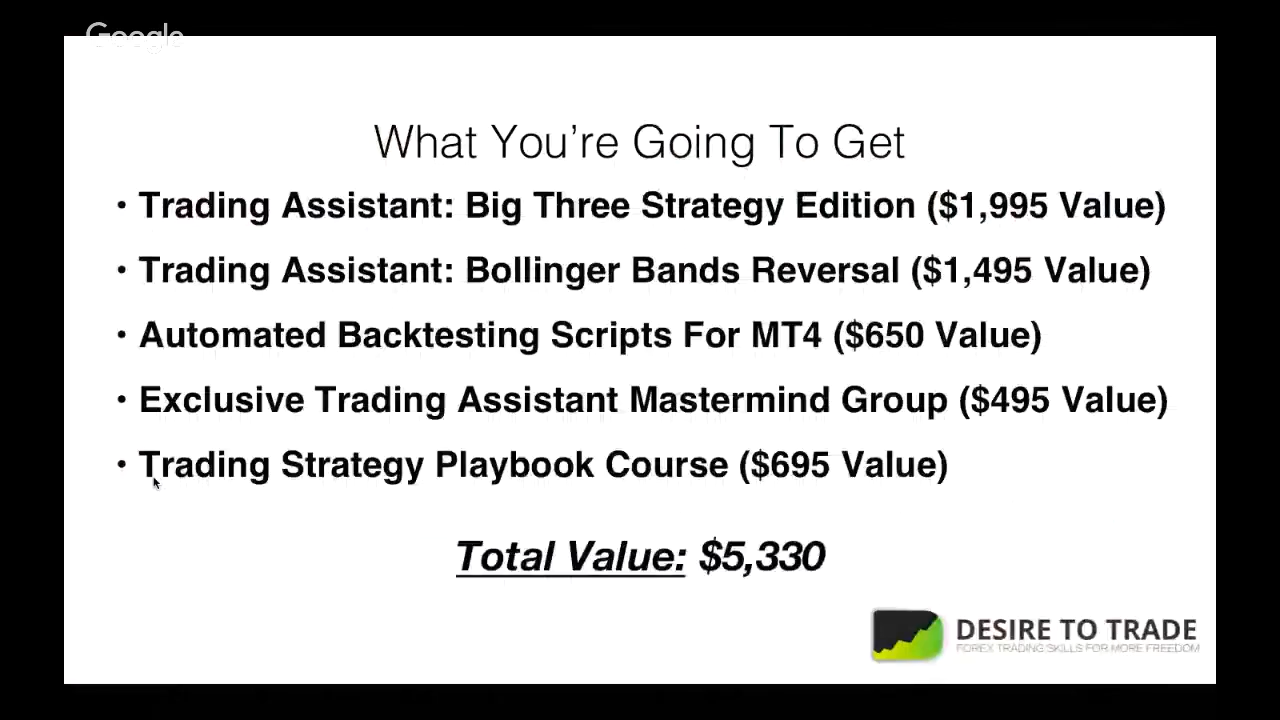 Google
What You're Going To Get
• Trading Assistant: Big Three Strategy Edition ($1,995 Value)
• Trading Assistant: Bollinger Bands Reversal ($1,495 Value)
• Automated Backtesting Scripts For MT4 ($650 Value)
• Exclusive Trading Assistant Mastermind Group ($495 Value)
• Trading Strategy Playbook Course ($695 Value)
Total Value: $5,330
DESIRE TO TRADE
FOREX TRADING SKILLS FOR MORE FREEDOM